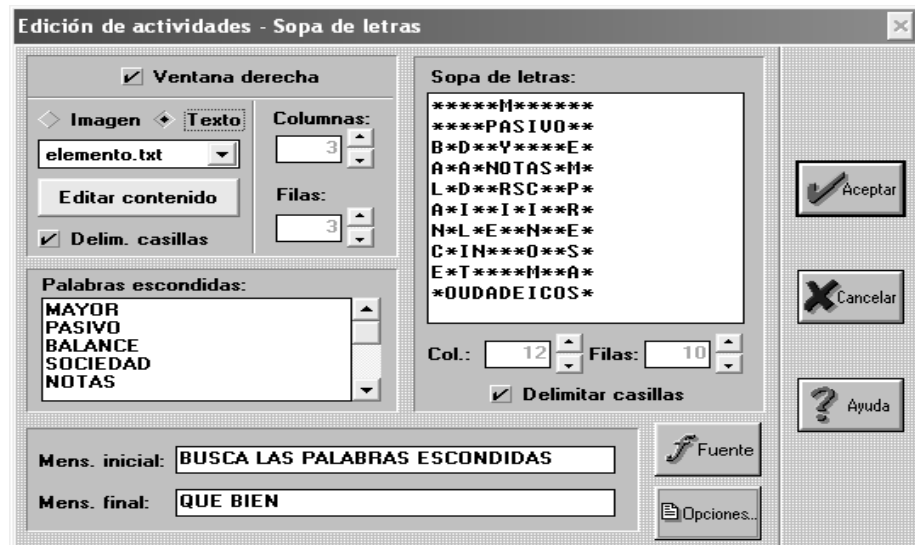 Edición de actividades - Sopa de letras
Ventana derecha
Imagen Texto
elemento.txt
Editar contenido
Delim. casillas
Columnas:
3
Filas:
3
Palabras escondidas:
MAYOR
PASIVO
BALANCE
SOCIEDAD
NOTAS
Sopa de letras:
*****M******
****PASIVO**
B*D**Y****E*
A*A*NOTAS*M*
L*D**RSC**P*
A*I**I*I**R*
N*L*E**N**E*
C*IN***O**S*
E*T****M**A*
*OUDADEICOS*
Col.: 12 Filas: 10
Delimitar casillas
Mens. inicial: BUSCA LAS PALABRAS ESCONDIDAS
Mens. final: QUE BIEN
Fuente
Opciones..
Aceptar
Cancelar
Ayuda